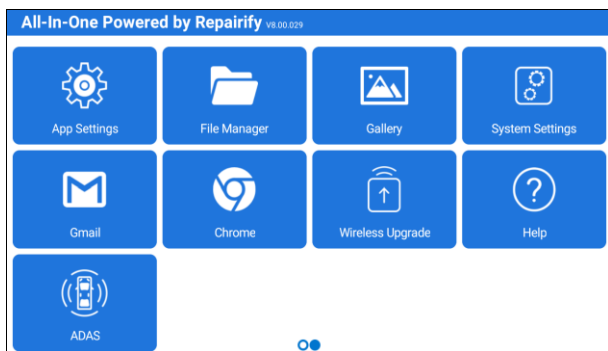 All-In-One Powered by Repairify V8.00.029
App Settings
File Manager
Gallery
System Settings
Gmail
Chrome
Wireless Upgrade
Help
ADAS